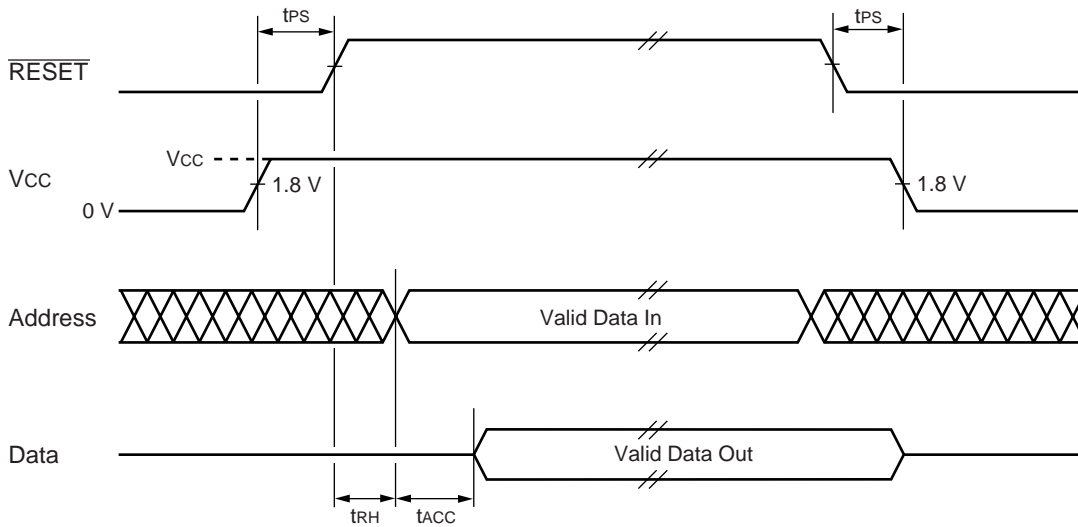 tPS tPS
RESET
VCC
VCC
1.8 V 1.8 V
0 V
Address Valid Data In
Data Valid Data Out
tRH tACC